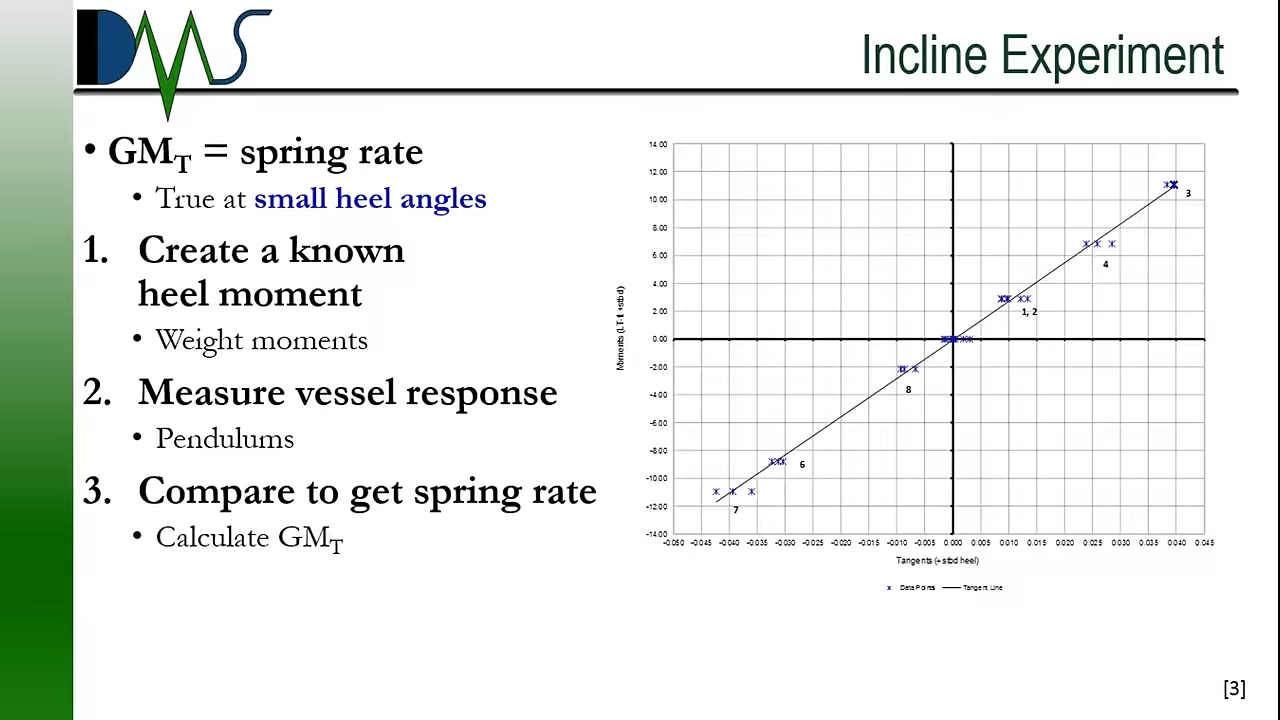 DMS
Incline Experiment
• GMT = spring rate
• True at small heel angles
1. Create a known
heel moment
• Weight moments
2. Measure vessel response
• Pendulums
3. Compare to get spring rate
• Calculate GMT
Moments (LT-ft +stbd)
14.00
12.00
10.00
8.00
6.00
4.00
2.00
0.00
-2.00
-4.00
-6.00
-8.00
-10.00
-12.00
-14.00
3
4
1, 2
8
6
7
-0.050 -0.045 -0.040 -0.035 -0.030 -0.025 -0.020 -0.015 -0.010 -0.005 0.000 0.005 0.010 0.015 0.020 0.025 0.030 0.035 0.040 0.045
Tangents (+stbd heel)
Data Points Tangent Line
[3]